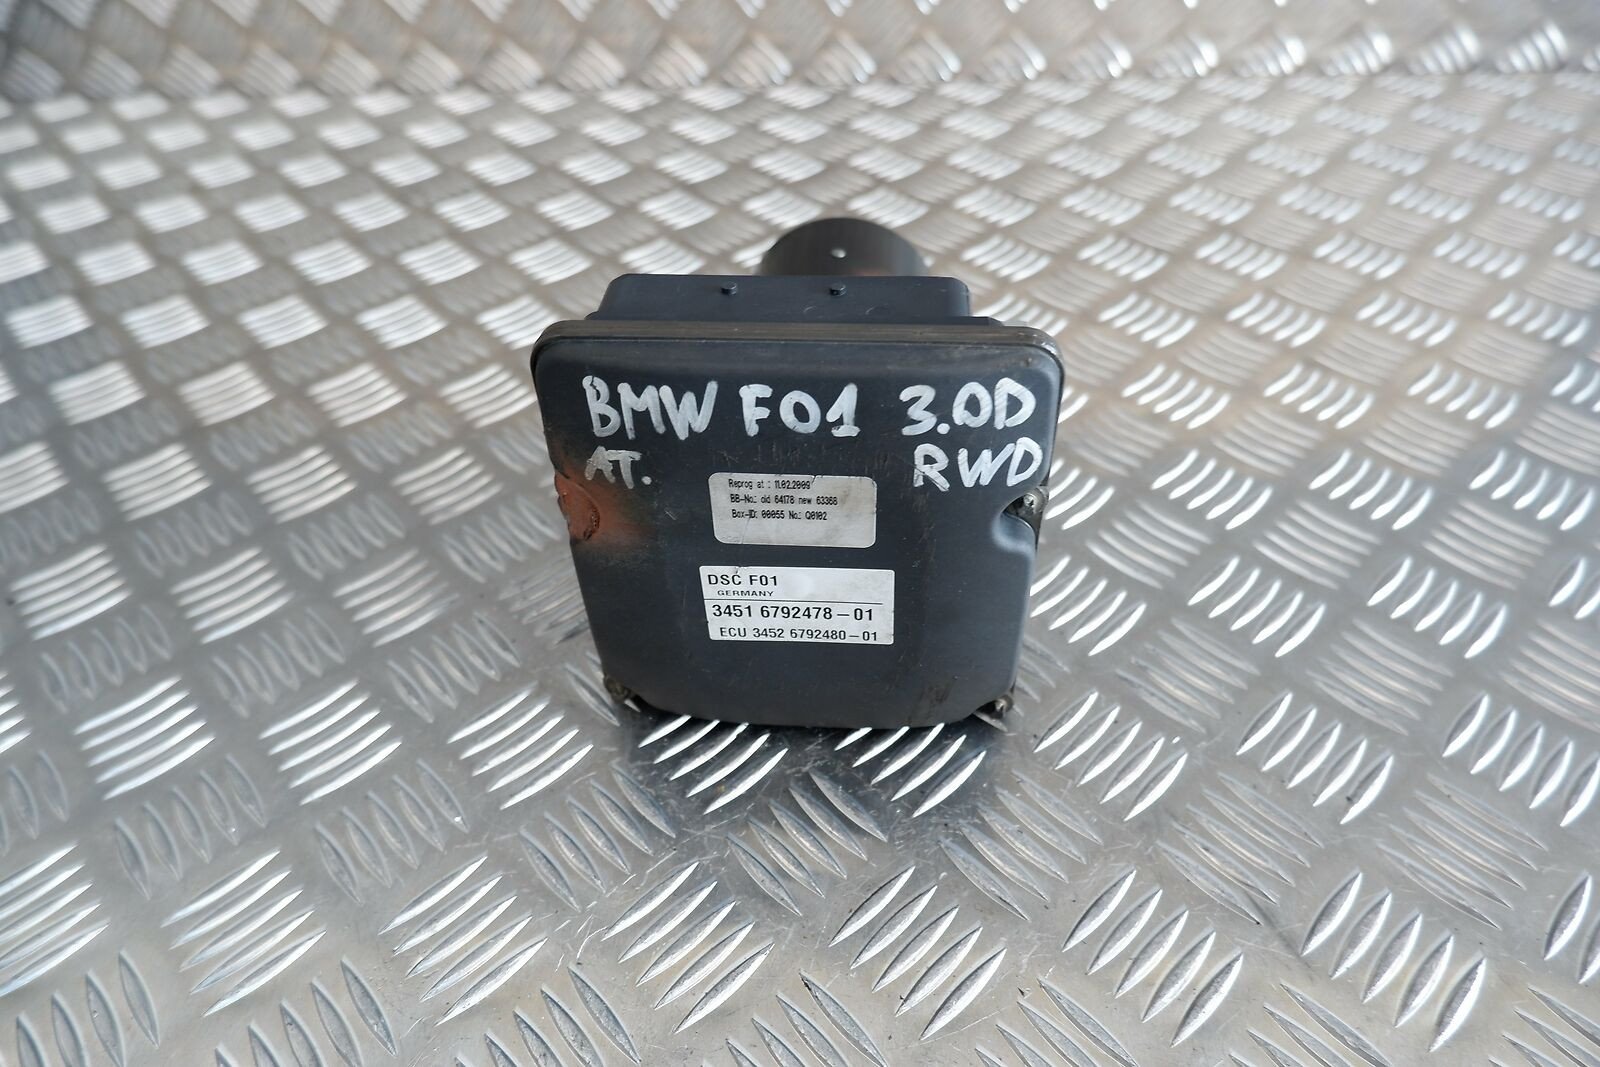 BMW F01 3.0D
AT. RWD
Reprog at : 11.02.2009
BB-No.: old 64178 new 63368
Box-ID: 00055 No.: Q0102
DSC F01
GERMANY
3451 6792478-01
ECU 3452 6792480-01